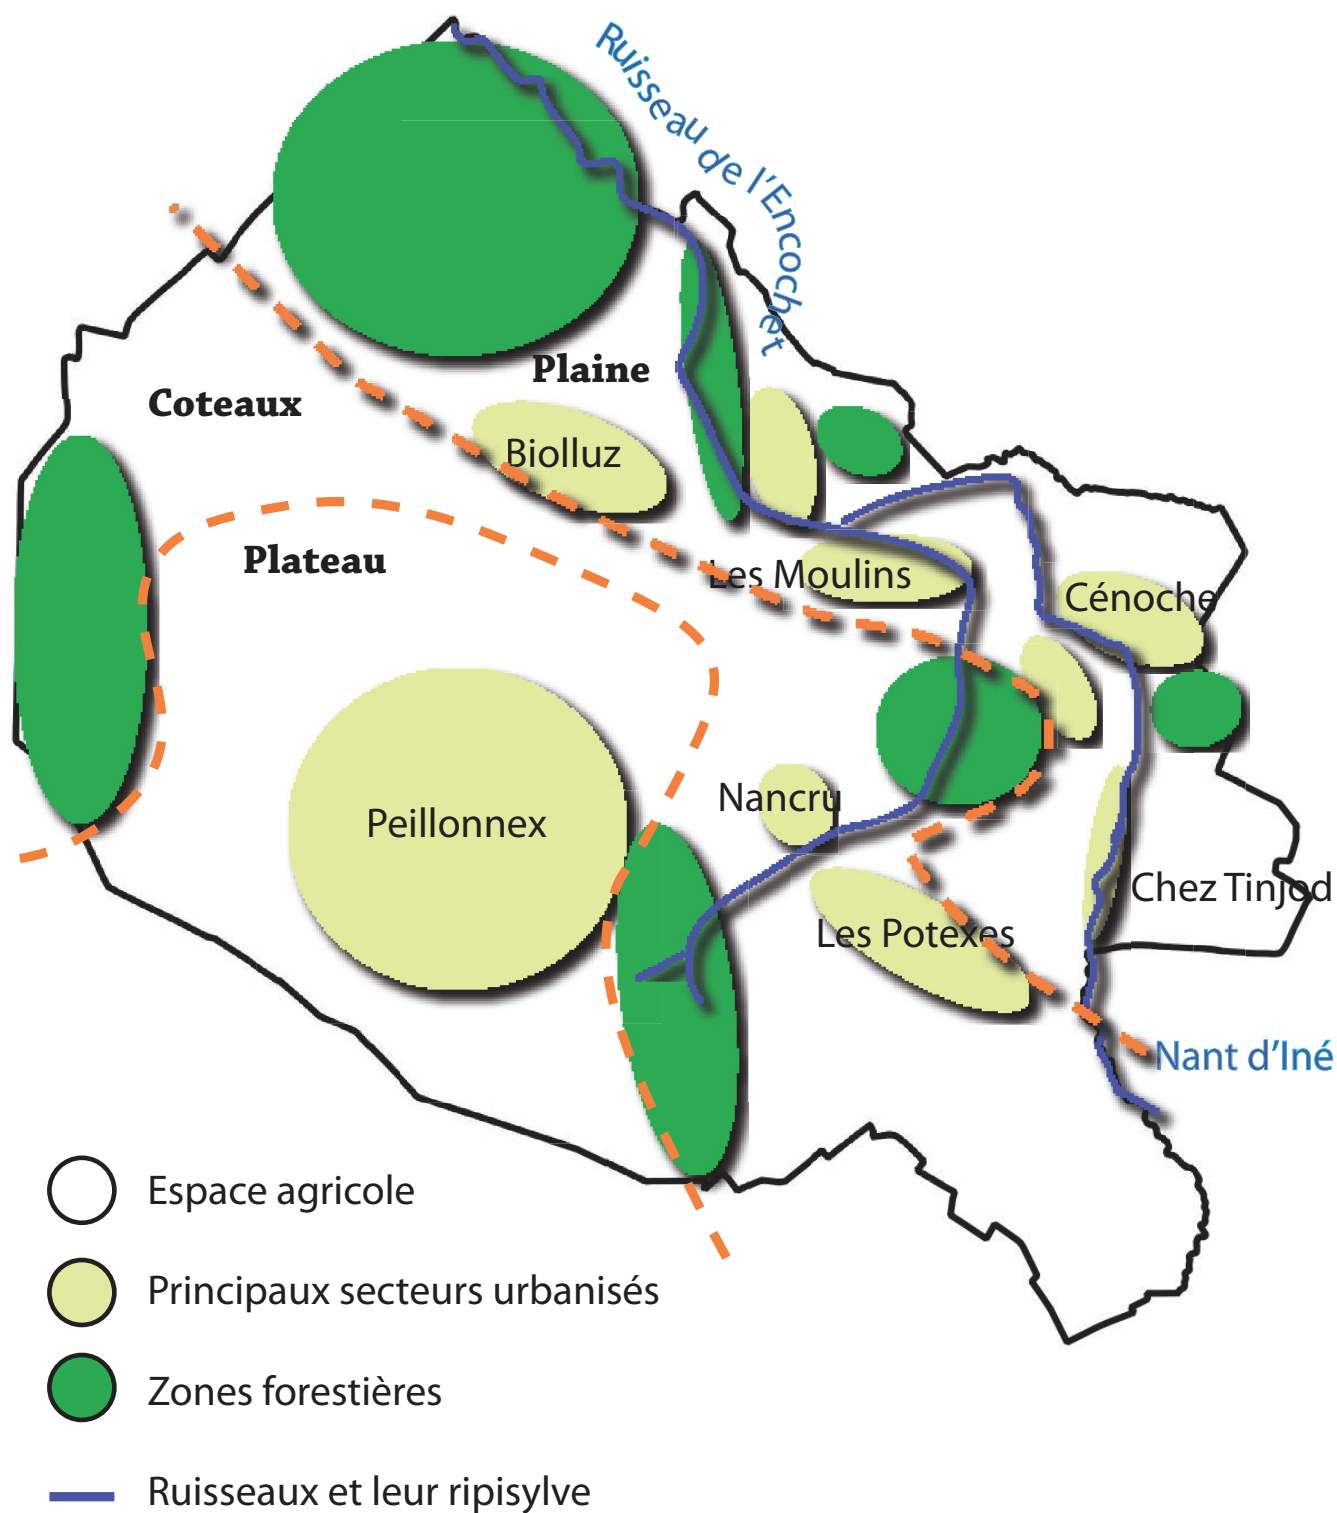 Ruisseau de l'Encochet
Plaine
Coteaux
Biolluz
Plateau
Les Moulins
Cénoche
Nancru
Peillonnex
Chez Tinjod
Les Potexes
Nant d'Iné
Espace agricole
Principaux secteurs urbanisés
Zones forestières
Ruisseaux et leur ripisylve